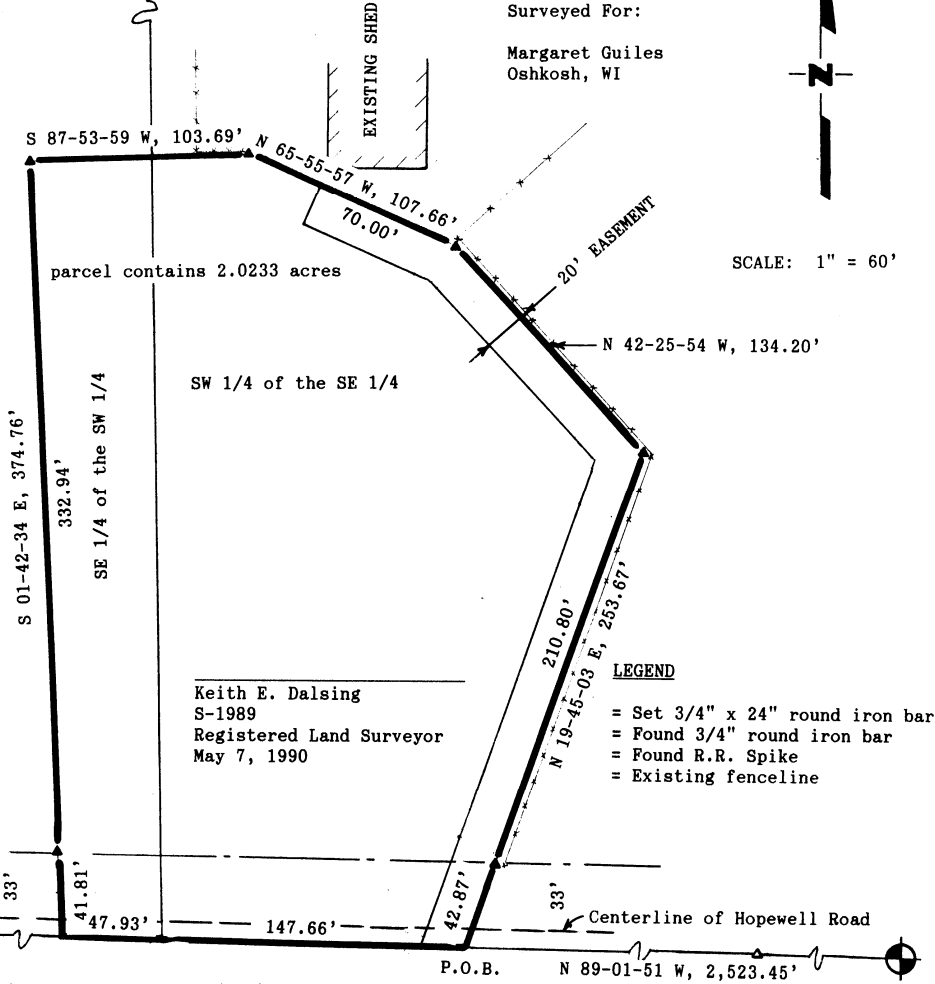 Surveyed For:
Margaret Guiles
Oshkosh, WI
N
EXISTING SHED
S 87-53-59 W, 103.69'
N 65-55-57 W, 107.66'
70.00'
20' EASEMENT
SCALE: 1" = 60'
parcel contains 2.0233 acres
N 42-25-54 W, 134.20'
SW 1/4 of the SE 1/4
SE 1/4 of the SW 1/4
S 01-42-34 E, 374.76'
332.94'
210.80'
N 19-45-03 E, 253.67'
Keith E. Dalsing
S-1989
Registered Land Surveyor
May 7, 1990
LEGEND
= Set 3/4" x 24" round iron bar
= Found 3/4" round iron bar
= Found R.R. Spike
= Existing fenceline
33'
41.81'
42.87'
33'
47.93'
147.66'
Centerline of Hopewell Road
P.O.B.
N 89-01-51 W, 2,523.45'